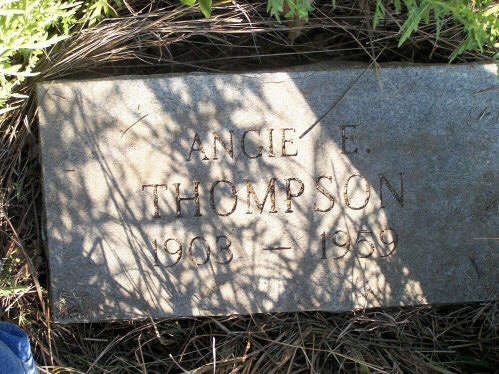 ANGIE E.
THOMPSON
1903 - 1959